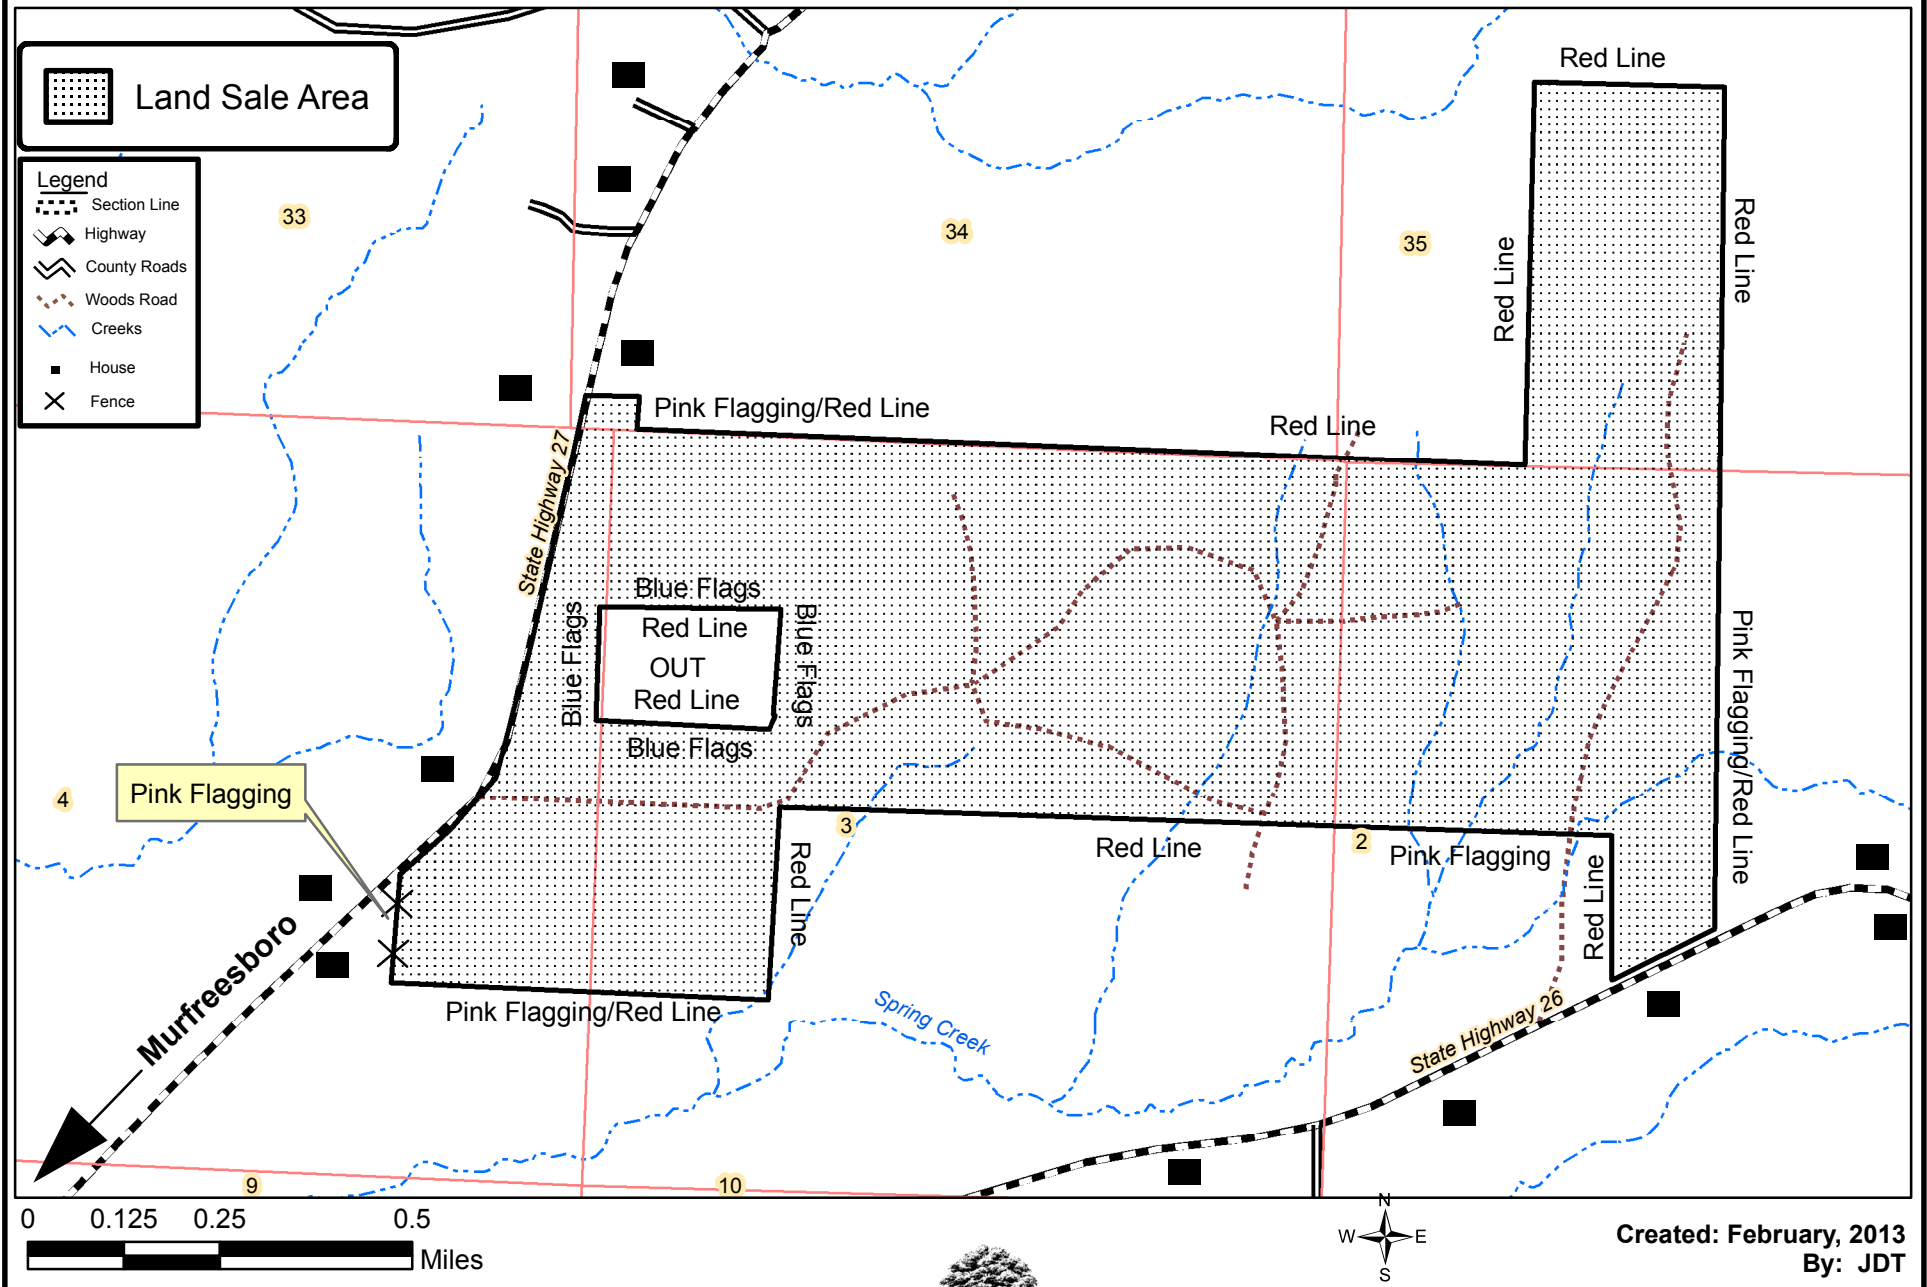 Land Sale Area
Legend
Section Line
Highway
County Roads
Woods Road
Creeks
House
Fence
Red Line
Red Line
Red Line
33
34
35
Pink Flagging/Red Line
Red Line
State Highway 27
Blue Flags
Blue Flags
Red Line
OUT
Red Line
Blue Flags
Blue Flags
Pink Flagging/Red Line
Pink Flagging
4
3
2
Red Line
Pink Flagging
Red Line
Red Line
Murfreesboro
Pink Flagging/Red Line
Spring Creek
State Highway 26
9
10
0 0.125 0.25 0.5
Miles
N
W E
S
Created: February, 2013
By: JDT